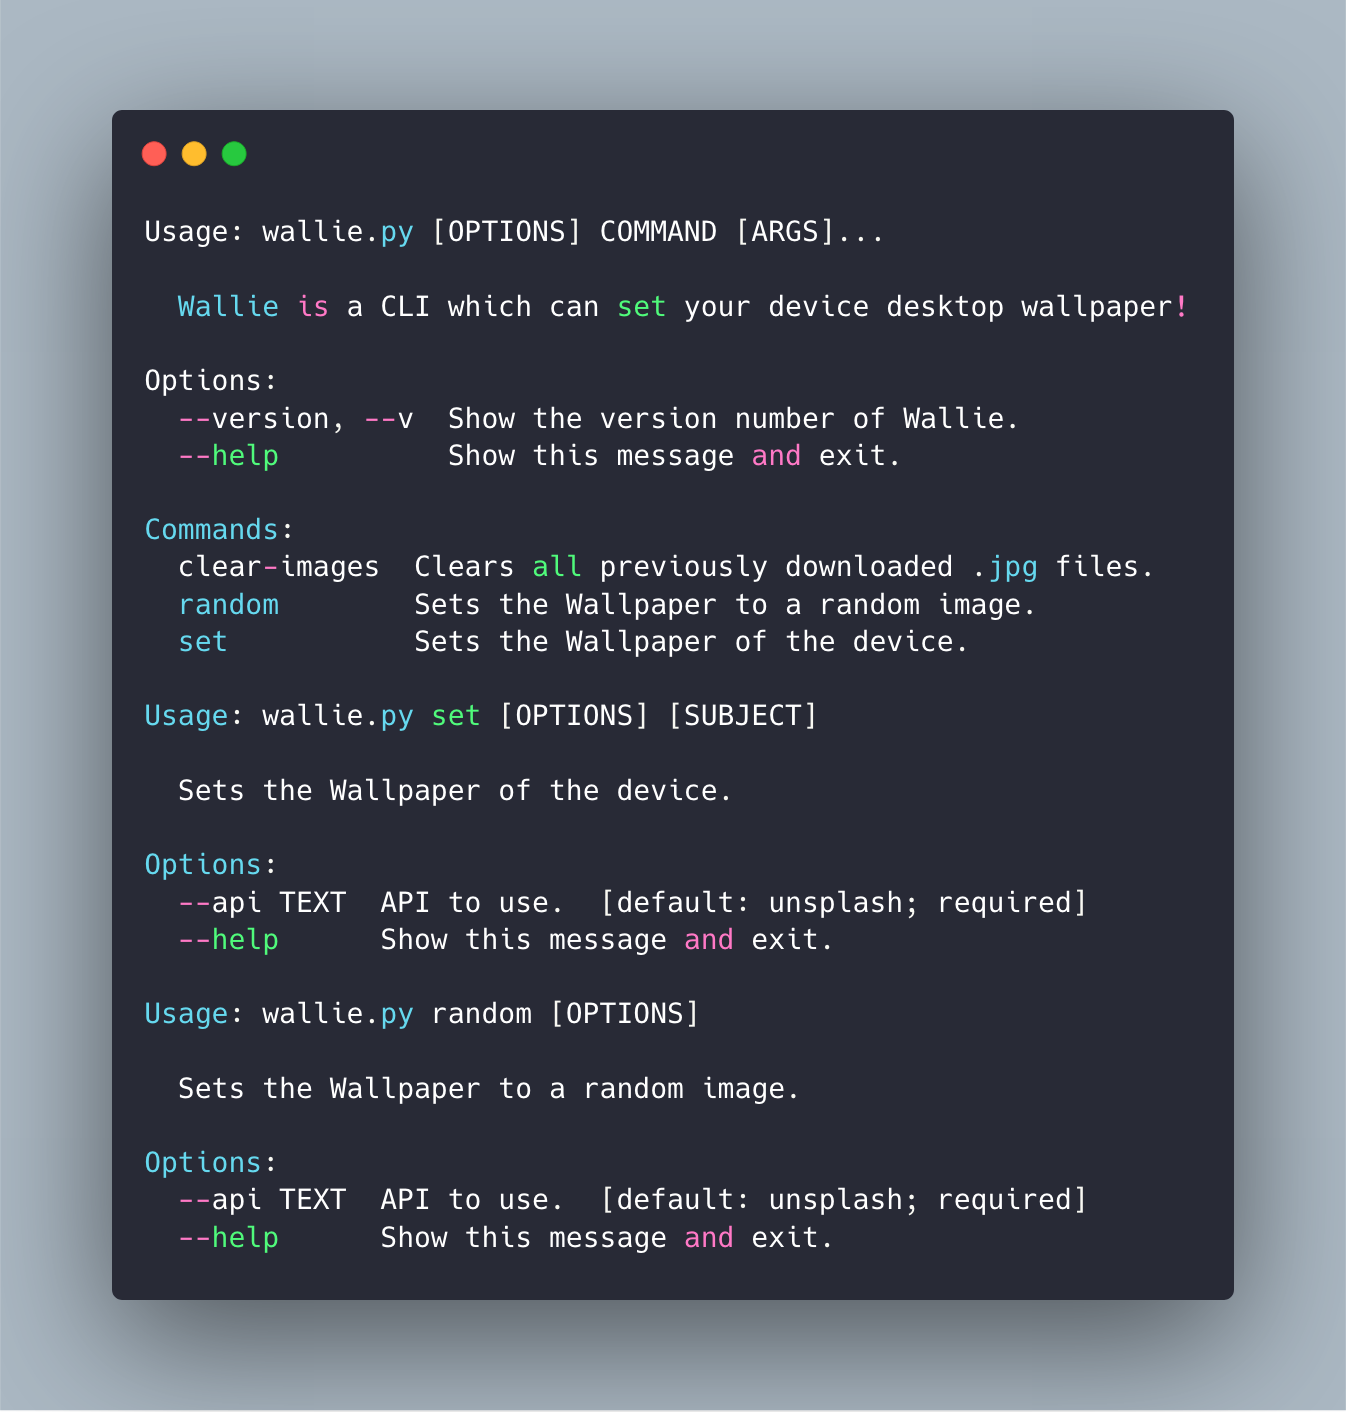 Usage: wallie.py [OPTIONS] COMMAND [ARGS]...
Wallie is a CLI which can set your device desktop wallpaper!
Options:
--version, --v  Show the version number of Wallie.
--help          Show this message and exit.
Commands:
clear-images  Clears all previously downloaded .jpg files.
random        Sets the Wallpaper to a random image.
set           Sets the Wallpaper of the device.
Usage: wallie.py set [OPTIONS] [SUBJECT]
Sets the Wallpaper of the device.
Options:
--api TEXT  API to use.  [default: unsplash; required]
--help      Show this message and exit.
Usage: wallie.py random [OPTIONS]
Sets the Wallpaper to a random image.
Options:
--api TEXT  API to use.  [default: unsplash; required]
--help      Show this message and exit.